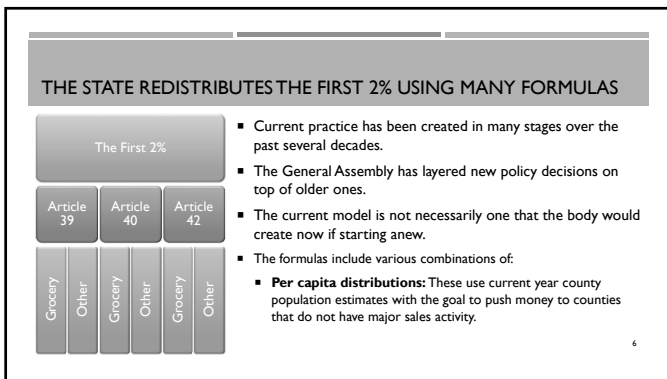 THE STATE REDISTRIBUTES THE FIRST 2% USING MANY FORMULAS
The First 2%
Article
39
Article
40
Article
42
Grocery
Other
Grocery
Other
Grocery
Other
▪ Current practice has been created in many stages over the
past several decades.
▪ The General Assembly has layered new policy decisions on
top of older ones.
▪ The current model is not necessarily one that the body would
create now if starting anew.
▪ The formulas include various combinations of:
▪ Per capita distributions: These use current year county
population estimates with the goal to push money to counties
that do not have major sales activity.
6